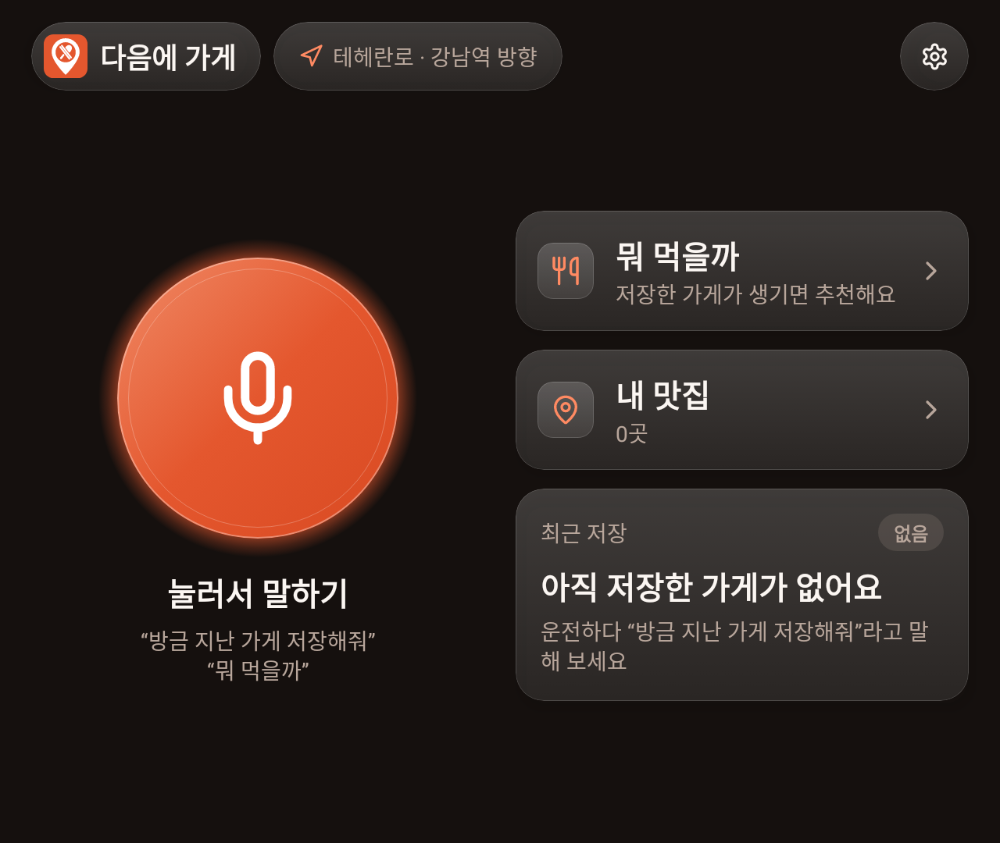 다음에 가게
테헤란로 · 강남역 방향
눌러서 말하기
“방금 지난 가게 저장해줘”
“뭐 먹을까”
뭐 먹을까
저장한 가게가 생기면 추천해요
내 맛집
0곳
최근 저장
없음
아직 저장한 가게가 없어요
운전하다 “방금 지난 가게 저장해줘”라고 말
해 보세요